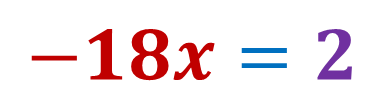 −18x = 2